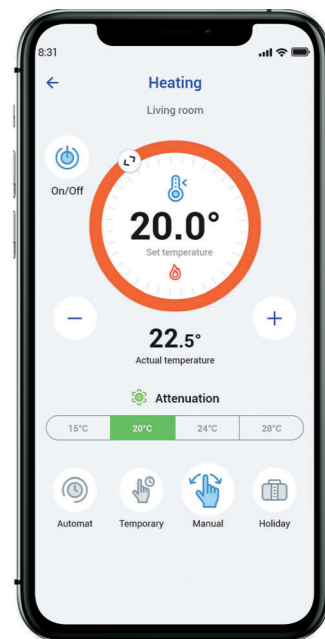 8:31
Heating
Living room
On/Off
20.0°
Set temperature
22.5°
Actual temperature
Attenuation
15°C 20°C 24°C 28°C
Automat Temporary Manual Holiday